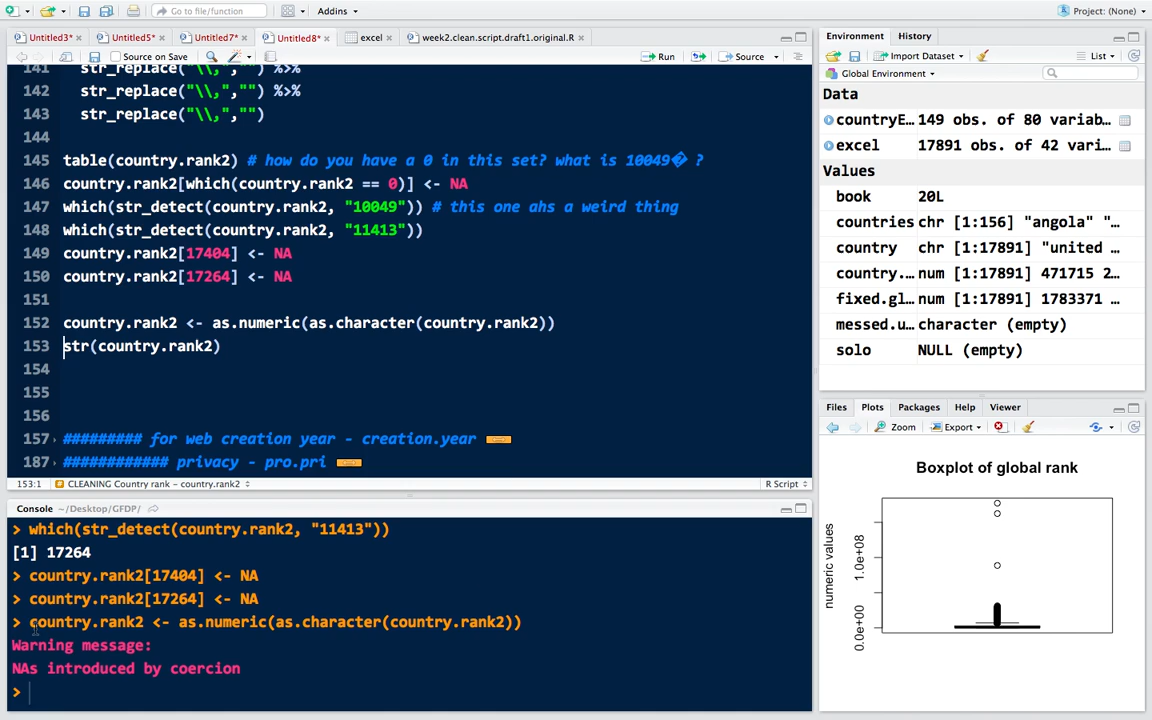 Go to file/function
Addins
Project: (None)
Untitled3*
Untitled5*
Untitled7*
Untitled8*
excel
week2.clean.script.draft1.original.R
Source on Save
Run
Source
141 str_replace("\\,","") %>%
142 str_replace("\\,","") %>%
143 str_replace("\\,","")
144
145 table(country.rank2) # how do you have a 0 in this set? what is 10049� ?
146 country.rank2[which(country.rank2 == 0)] <- NA
147 which(str_detect(country.rank2, "10049")) # this one ahs a weird thing
148 which(str_detect(country.rank2, "11413"))
149 country.rank2[17404] <- NA
150 country.rank2[17264] <- NA
151
152 country.rank2 <- as.numeric(as.character(country.rank2))
153 str(country.rank2)
154
155
156
157 ######### for web creation year - creation.year
187 ############ privacy - pro.pri
153:1
CLEANING Country rank - country.rank2
R Script
Console ~/Desktop/GFDP/
> which(str_detect(country.rank2, "11413"))
[1] 17264
> country.rank2[17404] <- NA
> country.rank2[17264] <- NA
> country.rank2 <- as.numeric(as.character(country.rank2))
Warning message:
NAs introduced by coercion
>
Environment
History
Import Dataset
List
Global Environment
Data
countryE… 149 obs. of 80 variab…
excel 17891 obs. of 42 vari…
Values
book 20L
countries chr [1:156] "angola" "…
country chr [1:17891] "united …
country.… num [1:17891] 471715 2…
fixed.gl… num [1:17891] 1783371 …
messed.u… character (empty)
solo NULL (empty)
Files
Plots
Packages
Help
Viewer
Zoom
Export
Boxplot of global rank
numeric values
1.0e+08
0.0e+00